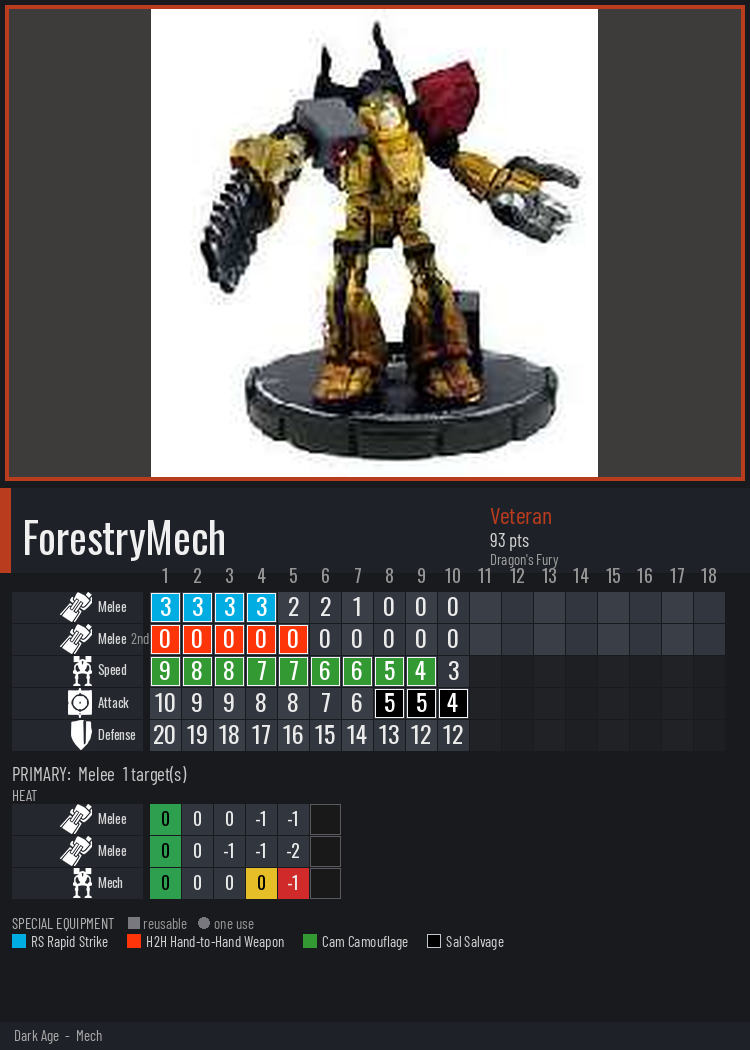 ForestryMech
Veteran
93 pts
Dragon's Fury
1 2 3 4 5 6 7 8 9 10 11 12 13 14 15 16 17 18
Melee 3 3 3 3 2 2 1 0 0 0
Melee 2nd 0 0 0 0 0 0 0 0 0 0
Speed 9 8 8 7 7 6 6 5 4 3
Attack 10 9 9 8 8 7 6 5 5 4
Defense 20 19 18 17 16 15 14 13 12 12
PRIMARY: Melee 1 target(s)
HEAT
Melee 0 0 0 -1 -1
Melee 0 0 -1 -1 -2
Mech 0 0 0 0 -1
SPECIAL EQUIPMENT reusable one use
RS Rapid Strike H2H Hand-to-Hand Weapon Cam Camouflage Sal Salvage
Dark Age - Mech